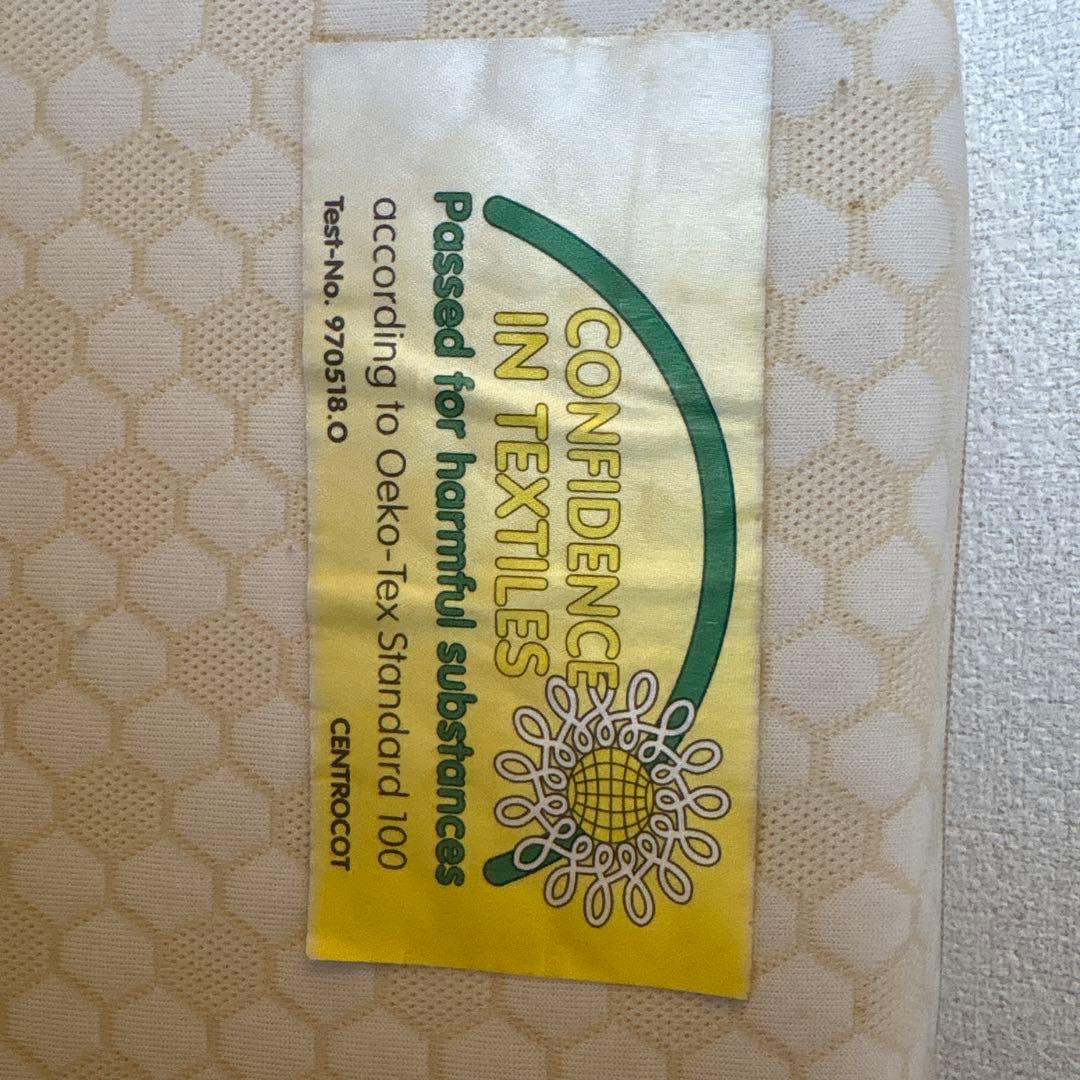 CONFIDENCE
IN TEXTILES
Passed for harmful substances
according to Oeko-Tex Standard 100
Test-No. 970518.O CENTROCOT